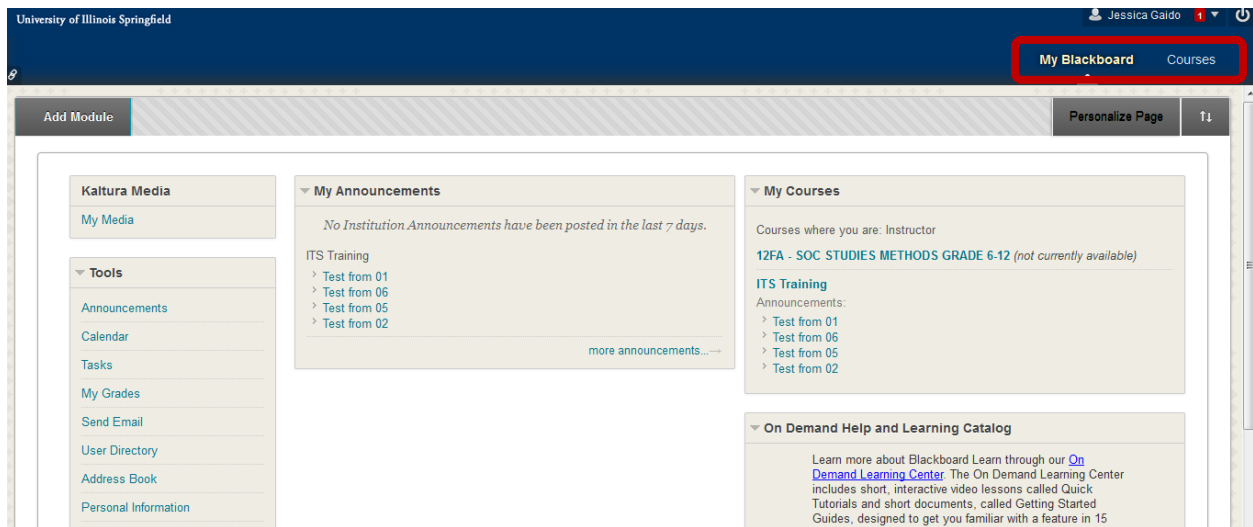 University of Illinois Springfield
Jessica Gaido 1
My Blackboard Courses
Add Module
Personalize Page
Kaltura Media
My Media
Tools
Announcements
Calendar
Tasks
My Grades
Send Email
User Directory
Address Book
Personal Information
My Announcements
No Institution Announcements have been posted in the last 7 days.
ITS Training
Test from 01
Test from 06
Test from 05
Test from 02
more announcements...→
My Courses
Courses where you are: Instructor
12FA - SOC STUDIES METHODS GRADE 6-12 (not currently available)
ITS Training
Announcements:
Test from 01
Test from 06
Test from 05
Test from 02
On Demand Help and Learning Catalog
Learn more about Blackboard Learn through our On
Demand Learning Center. The On Demand Learning Center
includes short, interactive video lessons called Quick
Tutorials and short documents, called Getting Started
Guides, designed to get you familiar with a feature in 15